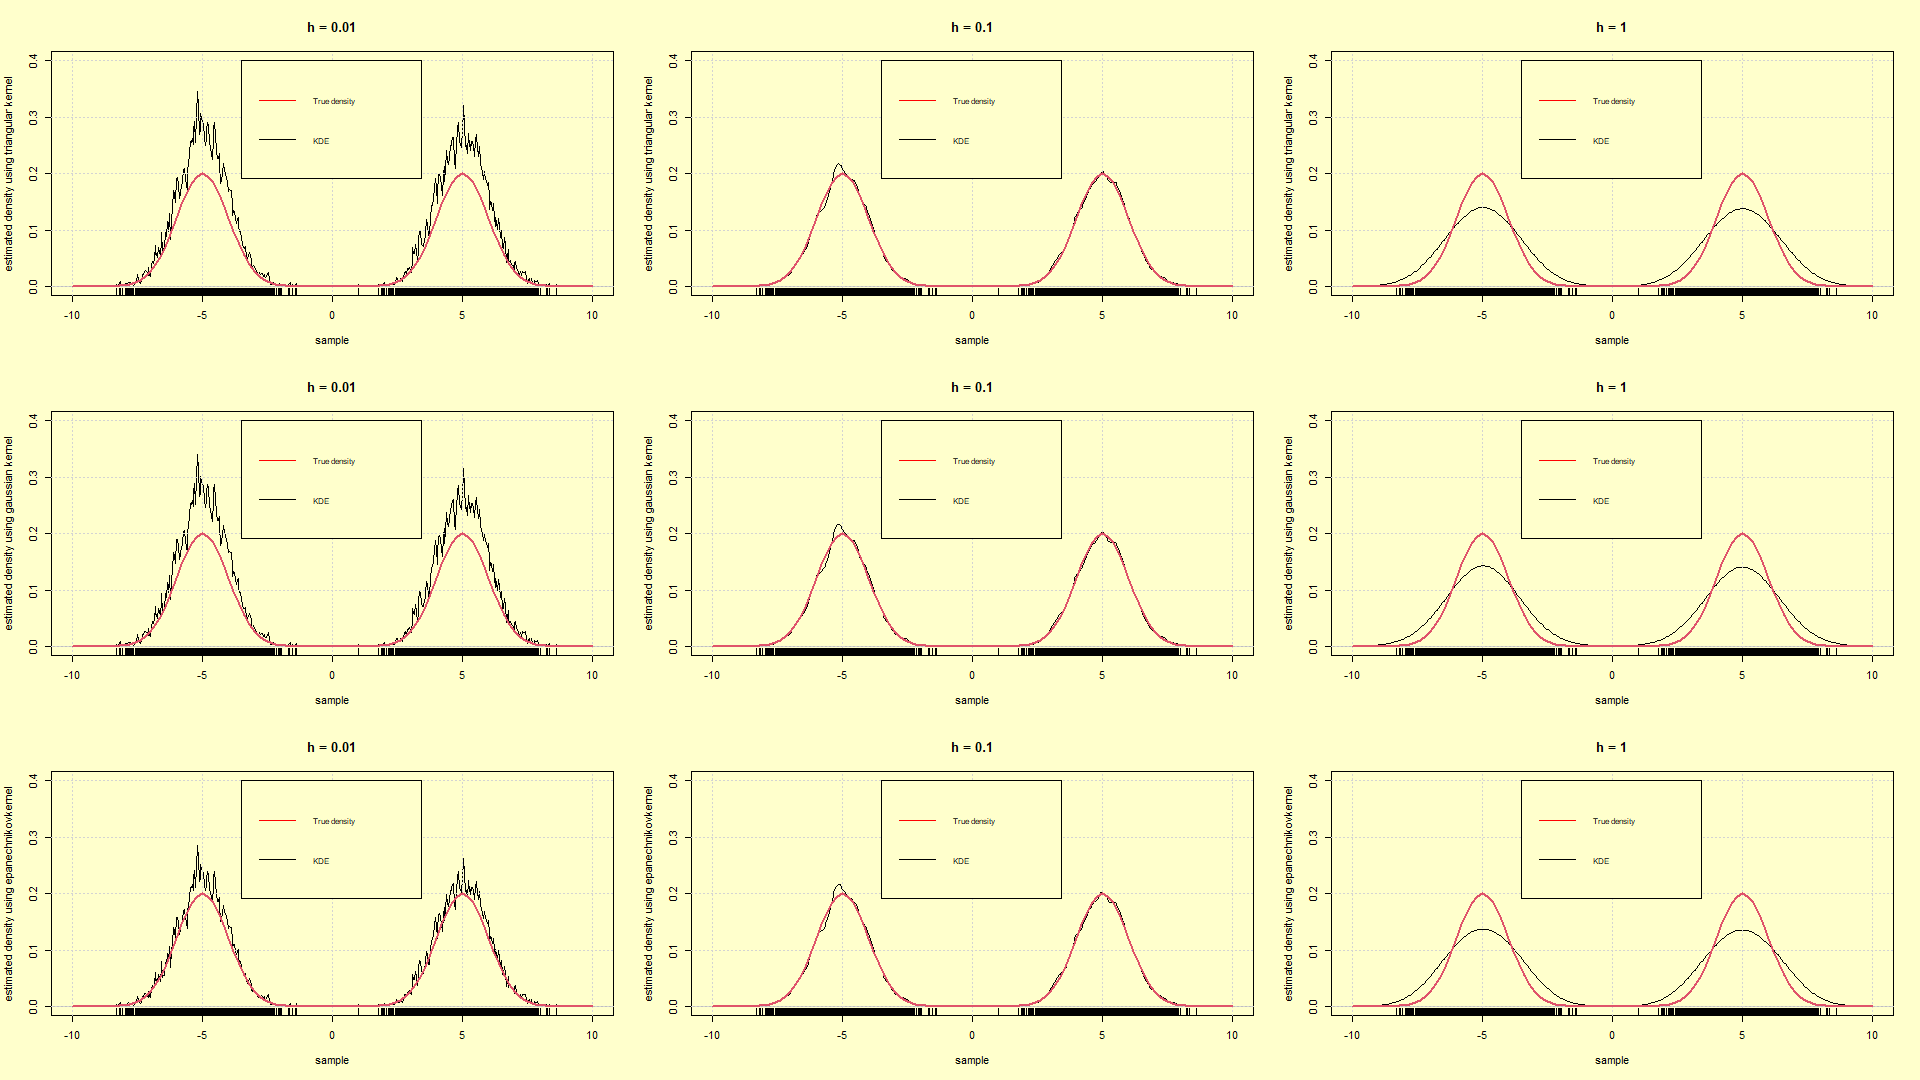 h = 0.01
estimated density using triangular kernel
0.4
0.3
0.2
0.1
0.0
True density
KDE
-10 -5 0 5 10
sample
h = 0.1
estimated density using triangular kernel
0.4
0.3
0.2
0.1
0.0
True density
KDE
-10 -5 0 5 10
sample
h = 1
estimated density using triangular kernel
0.4
0.3
0.2
0.1
0.0
True density
KDE
-10 -5 0 5 10
sample
h = 0.01
estimated density using gaussian kernel
0.4
0.3
0.2
0.1
0.0
True density
KDE
-10 -5 0 5 10
sample
h = 0.1
estimated density using gaussian kernel
0.4
0.3
0.2
0.1
0.0
True density
KDE
-10 -5 0 5 10
sample
h = 1
estimated density using gaussian kernel
0.4
0.3
0.2
0.1
0.0
True density
KDE
-10 -5 0 5 10
sample
h = 0.01
estimated density using epanechnikovkernel
0.4
0.3
0.2
0.1
0.0
True density
KDE
-10 -5 0 5 10
sample
h = 0.1
estimated density using epanechnikovkernel
0.4
0.3
0.2
0.1
0.0
True density
KDE
-10 -5 0 5 10
sample
h = 1
estimated density using epanechnikovkernel
0.4
0.3
0.2
0.1
0.0
True density
KDE
-10 -5 0 5 10
sample